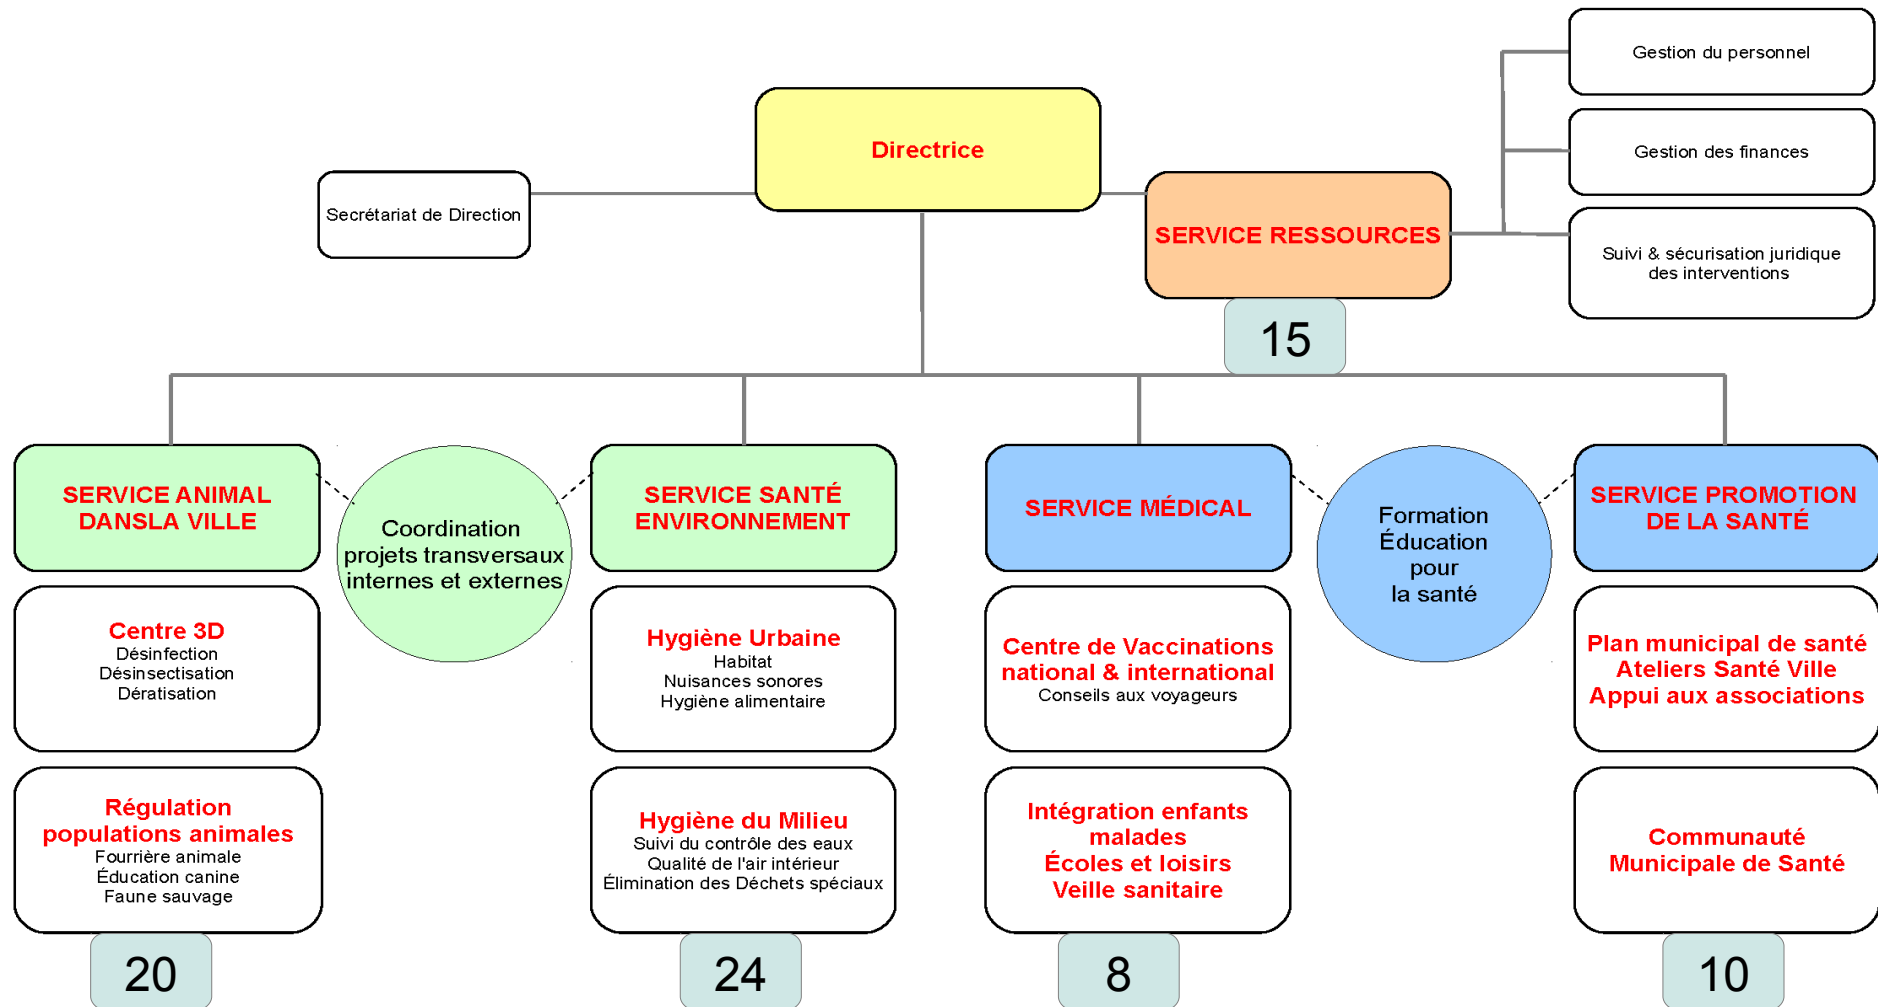 Gestion du personnel
Directrice
Gestion des finances
Secrétariat de Direction
SERVICE RESSOURCES
Suivi & sécurisation juridique
des interventions
15
SERVICE ANIMAL
DANSLA VILLE
Coordination
projets transversaux
internes et externes
SERVICE SANTÉ
ENVIRONNEMENT
SERVICE MÉDICAL
Formation
Éducation
pour
la santé
SERVICE PROMOTION
DE LA SANTÉ
Centre 3D
Désinfection
Désinsectisation
Dératisation
Hygiène Urbaine
Habitat
Nuisances sonores
Hygiène alimentaire
Centre de Vaccinations
national & international
Conseils aux voyageurs
Plan municipal de santé
Ateliers Santé Ville
Appui aux associations
Régulation
populations animales
Fourrière animale
Éducation canine
Faune sauvage
Hygiène du Milieu
Suivi du contrôle des eaux
Qualité de l'air intérieur
Élimination des Déchets spéciaux
Intégration enfants
malades
Écoles et loisirs
Veille sanitaire
Communauté
Municipale de Santé
20
24
8
10